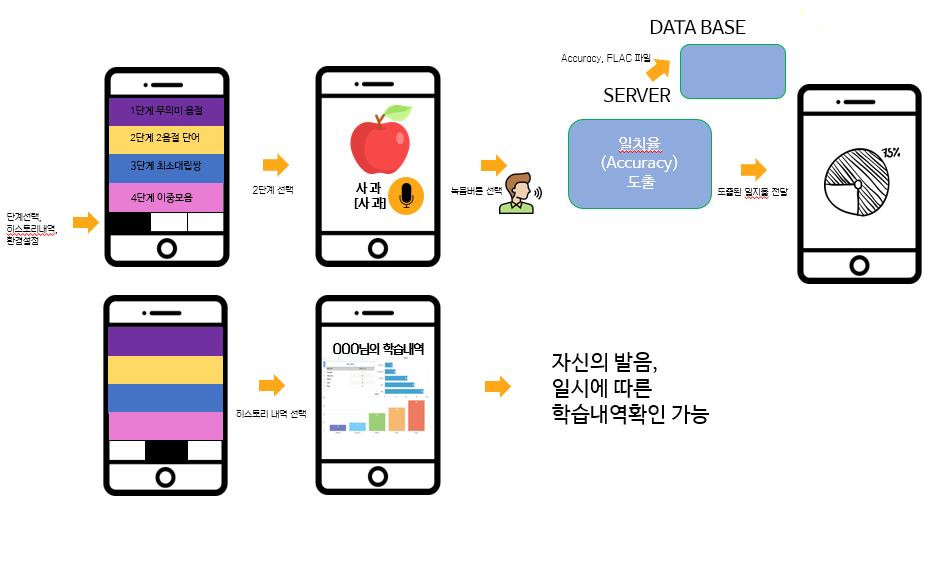 DATA BASE
Accuracy, FLAC 파일
SERVER
1단계 무의미 음절
2단계 2음절 단어
3단계 최소대립쌍
4단계 이중모음
단계선택,
히스토리내역,
환경설정
2단계 선택
사 과
[사 과]
녹음버튼 선택
일치율
(Accuracy)
도출
도출된 일치율 전달
75%
히스토리 내역 선택
OOO님의 학습내역
자신의 발음,
일시에 따른
학습내역확인 가능